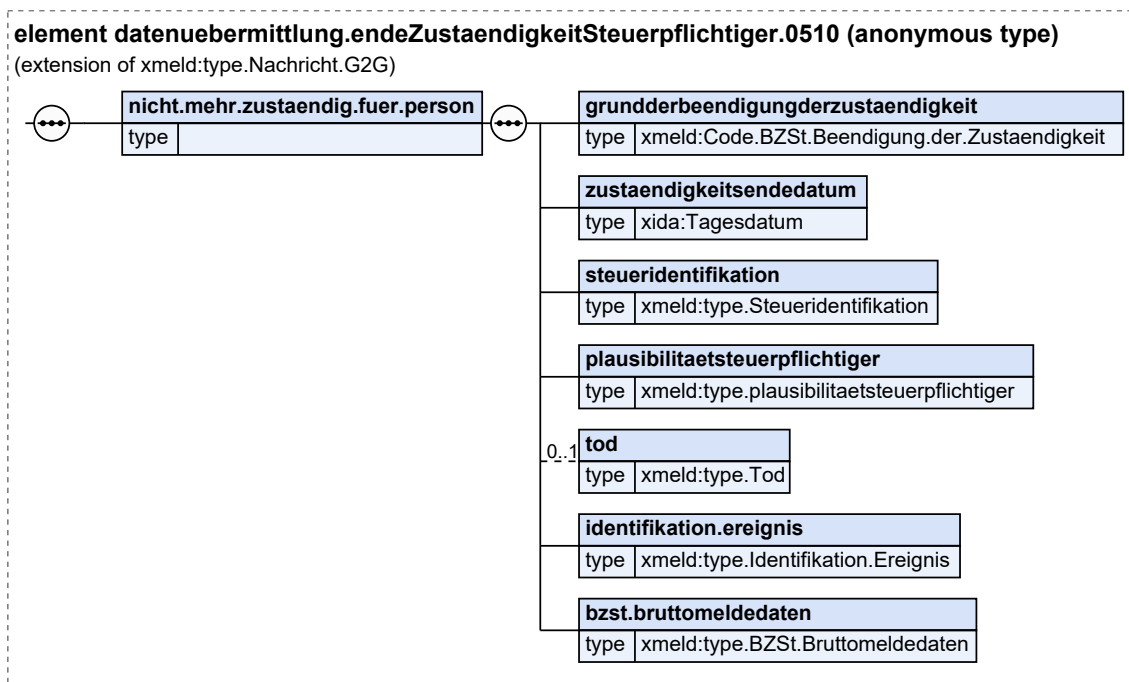 element datenuebermittlung.endeZustaendigkeitSteuerpflichtiger.0510 (anonymous type)
(extension of xmeld:type.Nachricht.G2G)
nicht.mehr.zustaendig.fuer.person
type
grundderbeendigungderzustaendigkeit
type xmeld:Code.BZSt.Beendigung.der.Zustaendigkeit
zustaendigkeitsendedatum
type xida:Tagesdatum
steueridentifikation
type xmeld:type.Steueridentifikation
plausibilitaetsteuerpflichtiger
type xmeld:type.plausibilitaetsteuerpflichtiger
0..1
tod
type xmeld:type.Tod
identifikation.ereignis
type xmeld:type.Identifikation.Ereignis
bzst.bruttomeldedaten
type xmeld:type.BZSt.Bruttomeldedaten